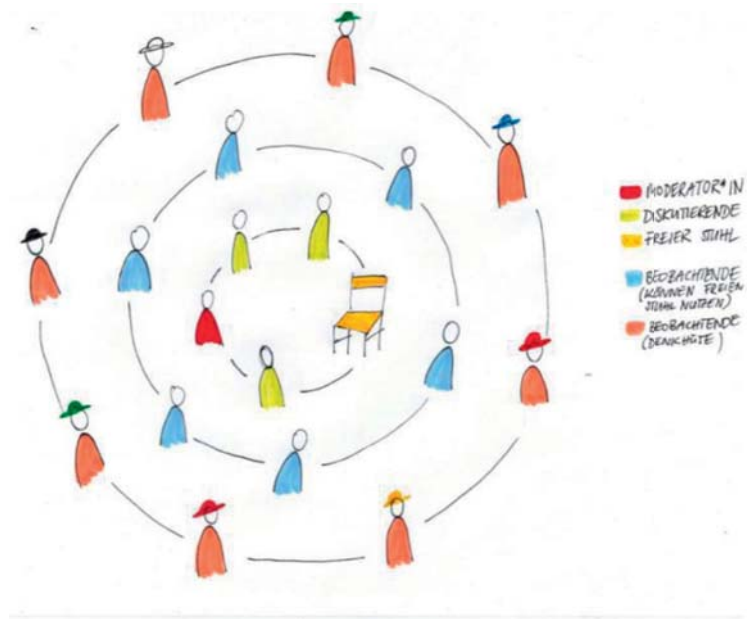 MODERATOR*IN
DISKUTIERENDE
FREIER STUHL
BEOBACHTENDE
(KÖNNEN FREIEN
STUHL NUTZEN)
BEOBACHTENDE
(DENKHÜTE)